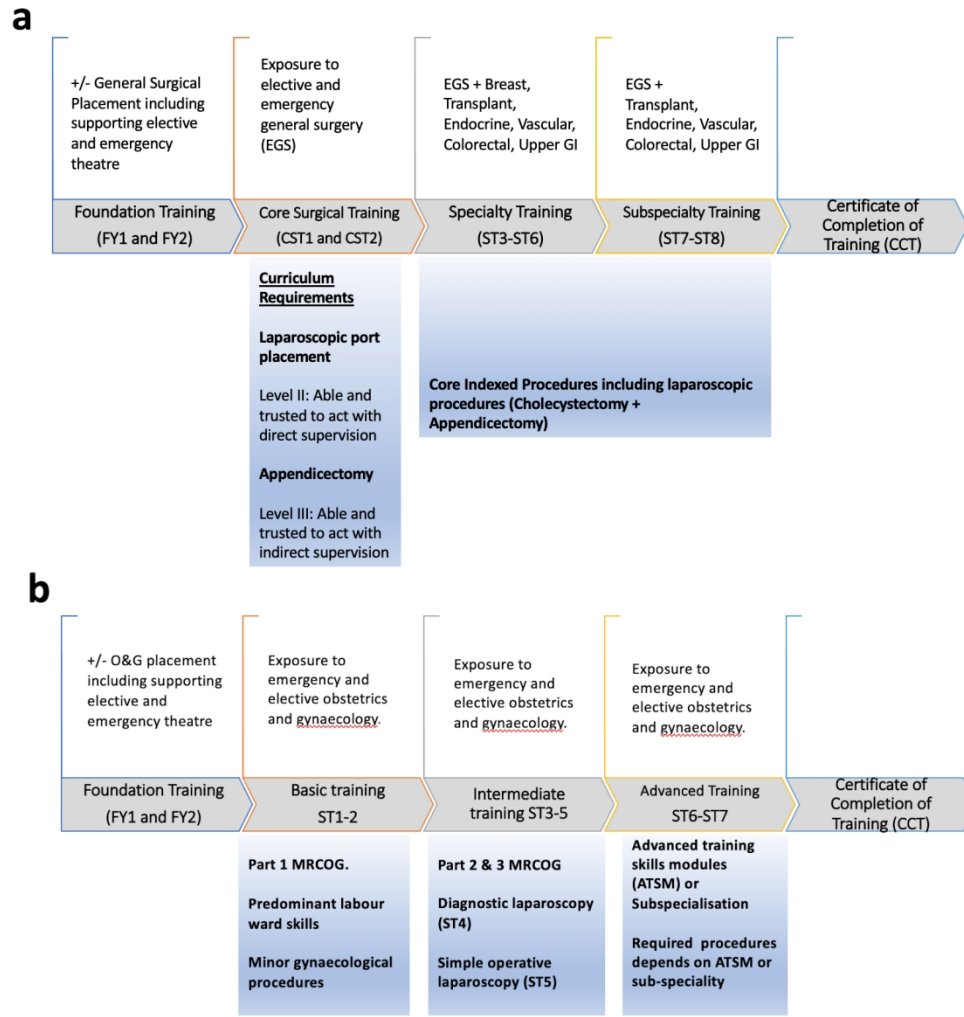 a
+/- General Surgical
Placement including
supporting elective
and emergency
theatre
Exposure to
elective and
emergency
general surgery
(EGS)
EGS + Breast,
Transplant,
Endocrine, Vascular,
Colorectal, Upper GI
EGS +
Transplant,
Endocrine, Vascular,
Colorectal, Upper GI
Foundation Training
(FY1 and FY2)
Core Surgical Training
(CST1 and CST2)
Specialty Training
(ST3-ST6)
Subspecialty Training
(ST7-ST8)
Certificate of
Completion of
Training (CCT)
Curriculum
Requirements
Laparoscopic port
placement
Level II: Able and
trusted to act with
direct supervision
Appendicectomy
Level III: Able and
trusted to act with
indirect supervision
Core Indexed Procedures including laparoscopic
procedures (Cholecystectomy +
Appendicectomy)
b
+/- O&G placement
including supporting
elective and
emergency theatre
Exposure to
emergency and
elective obstetrics
and gynaecology.
Exposure to
emergency and
elective obstetrics
and gynaecology.
Exposure to
emergency and
elective obstetrics
and gynaecology.
Foundation Training
(FY1 and FY2)
Basic training
ST1-2
Intermediate
training ST3-5
Advanced Training
ST6-ST7
Certificate of
Completion of
Training (CCT)
Part 1 MRCOG.
Predominant labour
ward skills
Minor gynaecological
procedures
Part 2 & 3 MRCOG
Diagnostic laparoscopy
(ST4)
Simple operative
laparoscopy (ST5)
Advanced training
skills modules
(ATSM) or
Subspecialisation
Required procedures
depends on ATSM or
sub-speciality